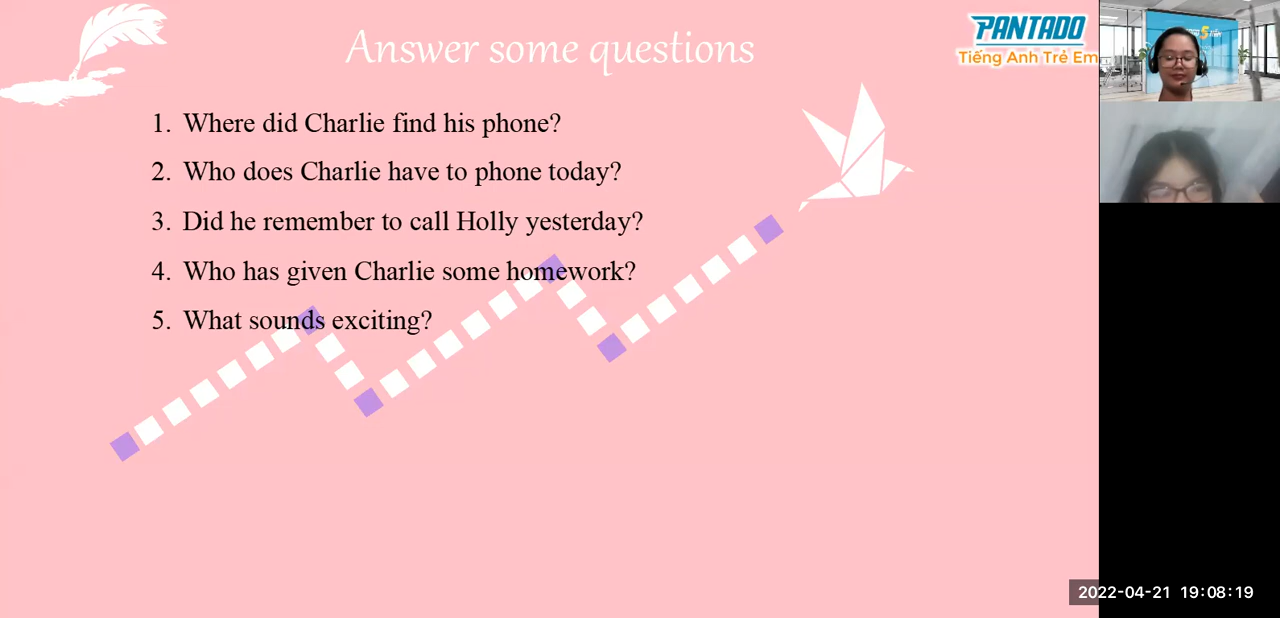 Answer some questions
PANTADO
Tiếng Anh Trẻ Em
1. Where did Charlie find his phone?
2. Who does Charlie have to phone today?
3. Did he remember to call Holly yesterday?
4. Who has given Charlie some homework?
5. What sounds exciting?
2022-04-21 19:08:19